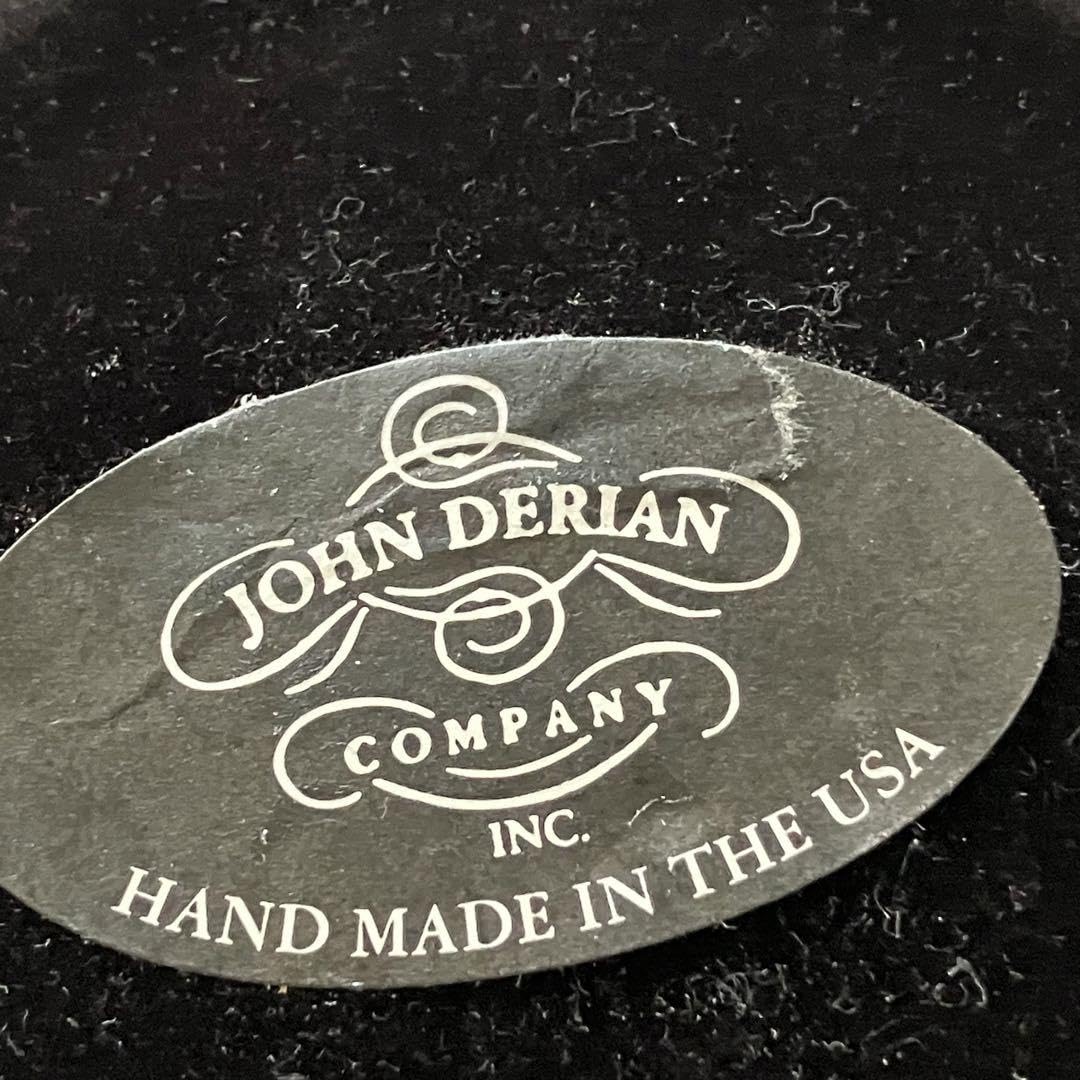 JOHN DERIAN
COMPANY
INC.
HAND MADE IN THE USA